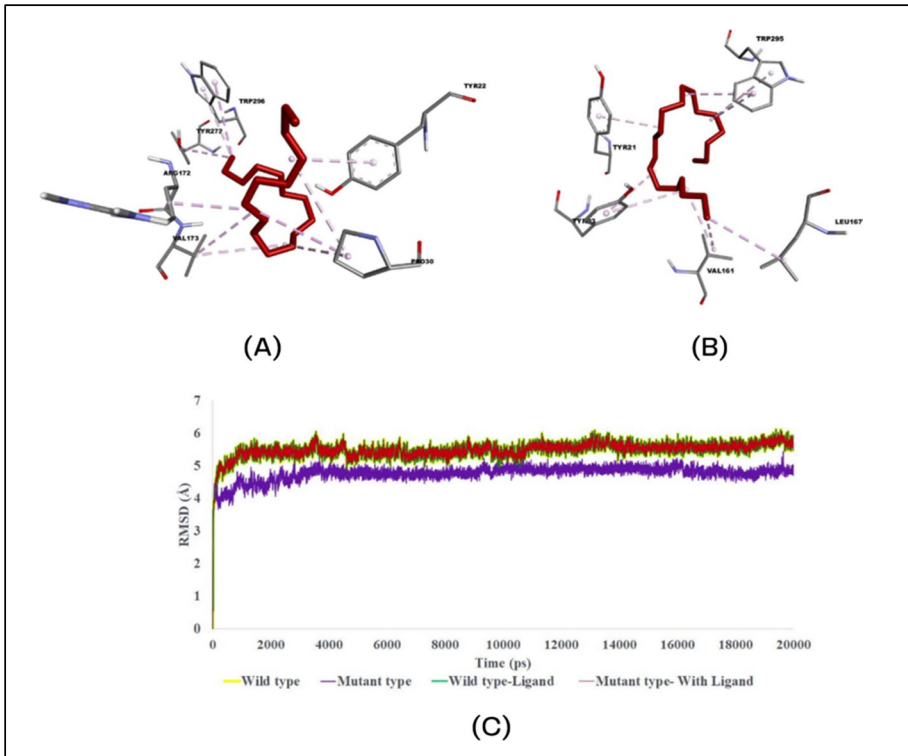 TRP296
TYR22
TYR272
ARG172
VAL173
PRO30
(A)
TRP295
TYR21
LEU167
VAL161
(B)
7
6
5
4
3
2
1
0
RMSD (Å)
0 2000 4000 6000 8000 10000 12000 14000 16000 18000 20000
Time (ps)
Wild type Mutant type Wild type-Ligand Mutant type- With Ligand
(C)